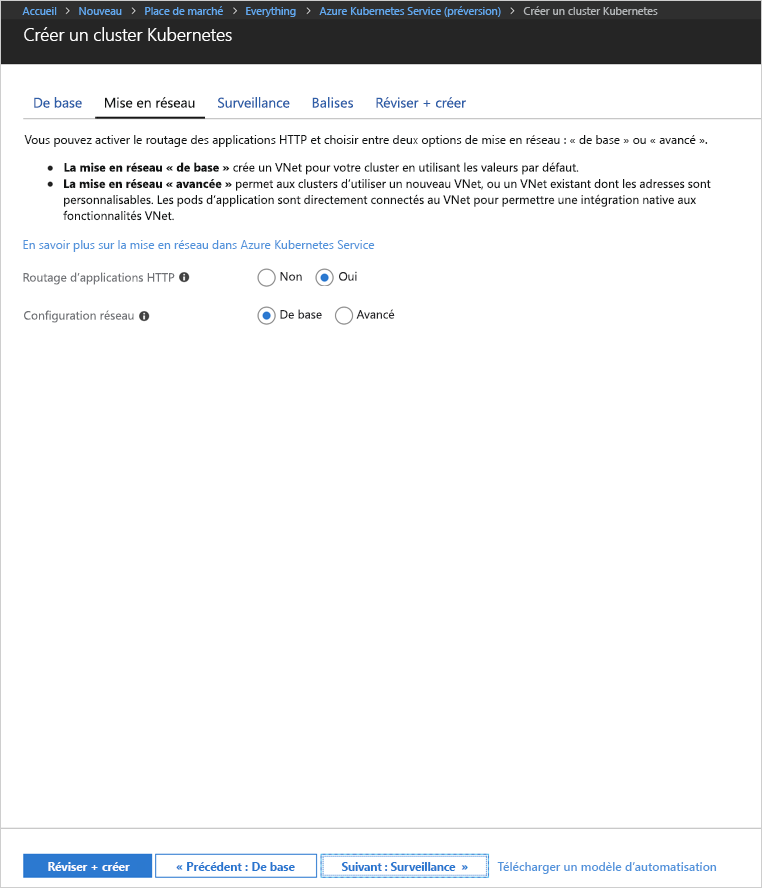 Accueil > Nouveau > Place de marché > Everything > Azure Kubernetes Service (préversion) > Créer un cluster Kubernetes
Créer un cluster Kubernetes
De base Mise en réseau Surveillance Balises Réviser + créer
Vous pouvez activer le routage des applications HTTP et choisir entre deux options de mise en réseau : « de base » ou « avancé ».
• La mise en réseau « de base » crée un VNet pour votre cluster en utilisant les valeurs par défaut.
• La mise en réseau « avancée » permet aux clusters d'utiliser un nouveau VNet, ou un VNet existant dont les adresses sont
personnalisables. Les pods d'application sont directement connectés au VNet pour permettre une intégration native aux
fonctionalités VNet.
En savoir plus sur la mise en réseau dans Azure Kubernetes Service
Routage d'applications HTTP Non Oui
Configuration réseau De base Avancé
Réviser + créer « Précédent : De base Suivant : Surveillance » Télécharger un modèle d'automatisation